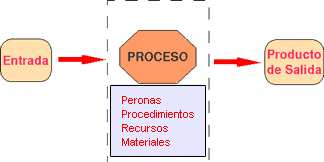 Entrada
PROCESO
Producto
de Salida
Peronas
Procedimientos
Recursos
Materiales